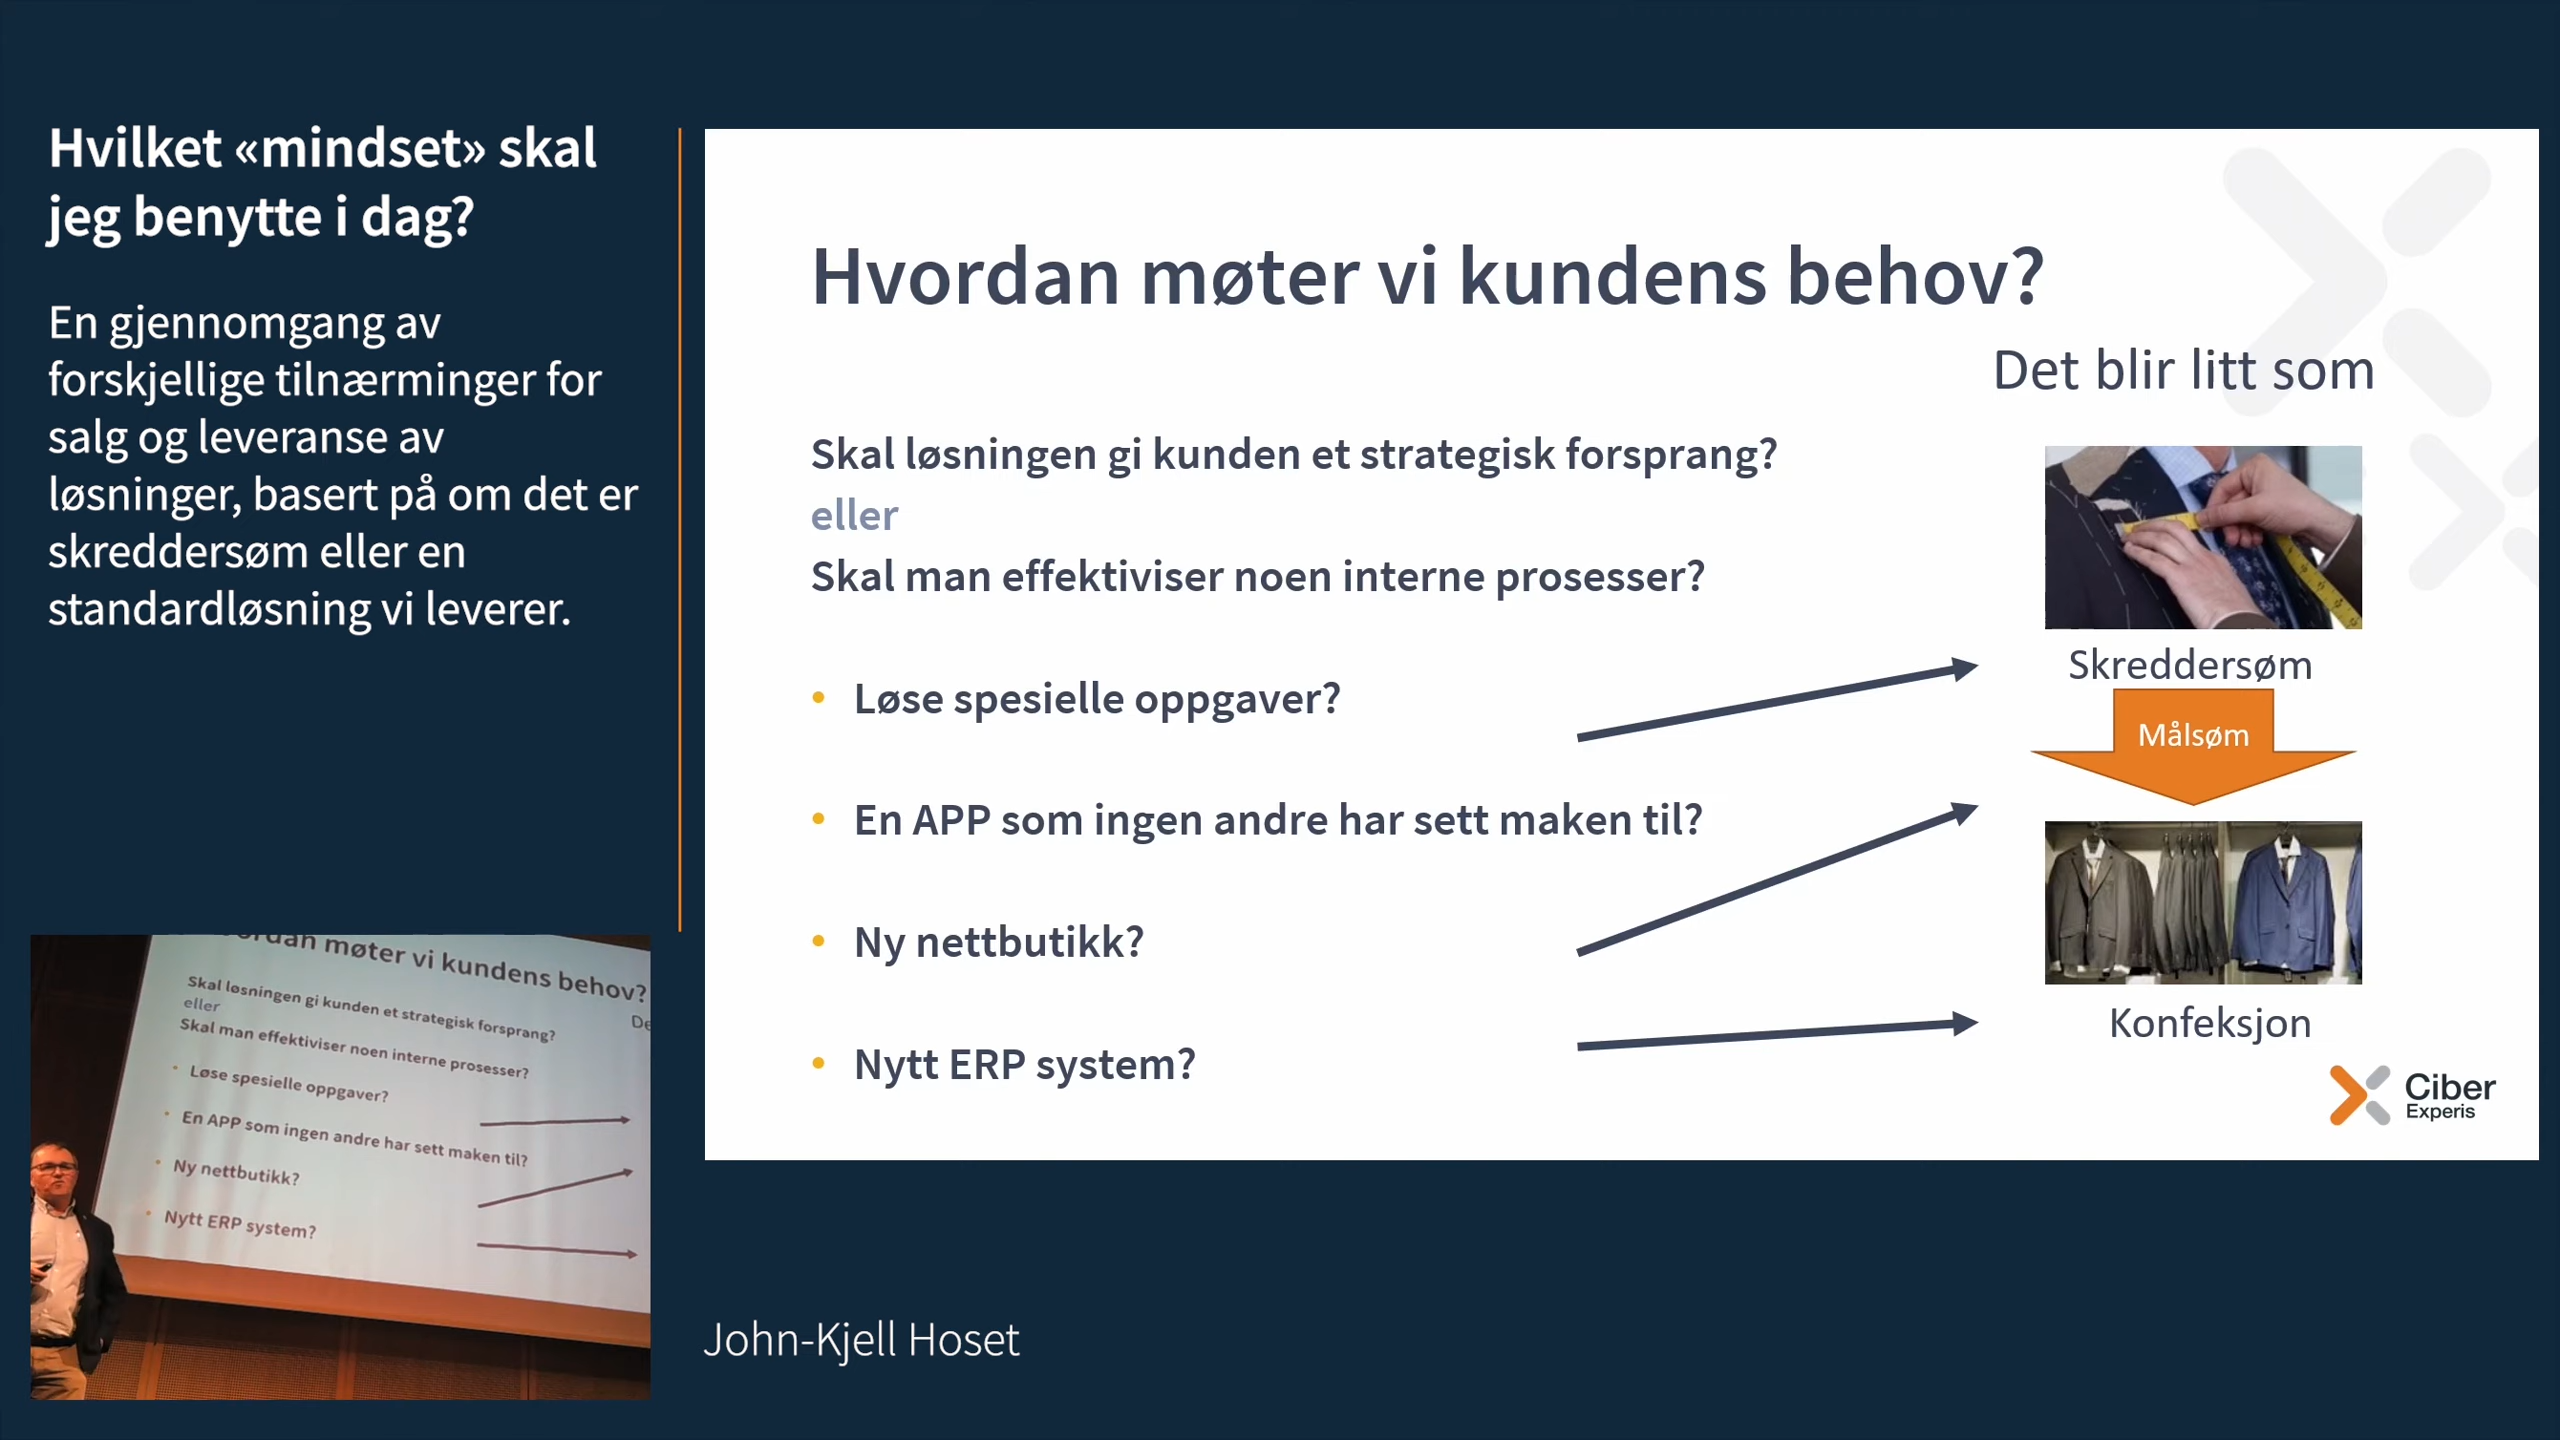 Hvilket «mindset» skal
jeg benytte i dag?
En gjennomgang av
forskjellige tilnærminger for
salg og leveranse av
løsninger, basert på om det er
skreddersøm eller en
standardløsning vi leverer.
Hvordan møter vi kundens behov?
Det blir litt som
Skal løsningen gi kunden et strategisk forsprang?
eller
Skal man effektiviser noen interne prosesser?
• Løse spesielle oppgaver?
• En APP som ingen andre har sett maken til?
• Ny nettbutikk?
• Nytt ERP system?
Skreddersøm
Målsøm
Konfeksjon
Ciber
Experis
møter vi kundens behov?
Skal løsningen gi kunden et strategisk forsprang?
eller
De
Skal man effektiviser noen interne prosesser?
• Løse spesielle oppgaver?
• En APP som ingen andre har sett maken til?
• Ny nettbutikk?
• Nytt ERP system?
John-Kjell Hoset